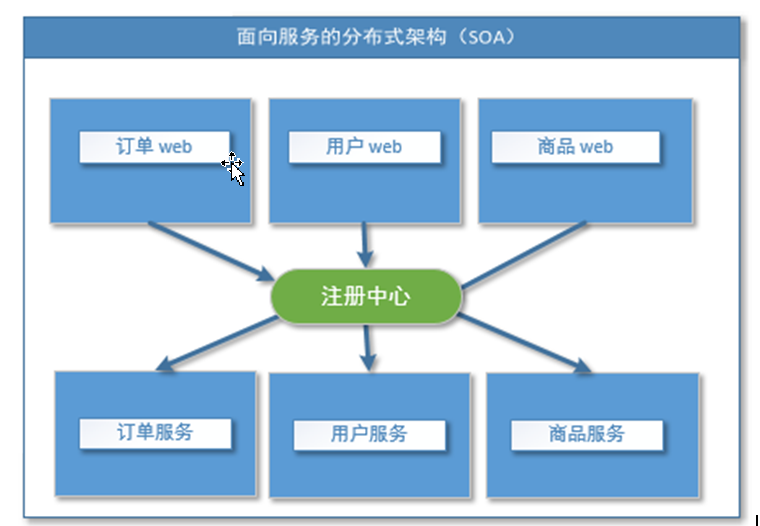 面向服务的分布式架构（SOA）
订单 web
用户 web
商品 web
注册中心
订单服务
用户服务
商品服务